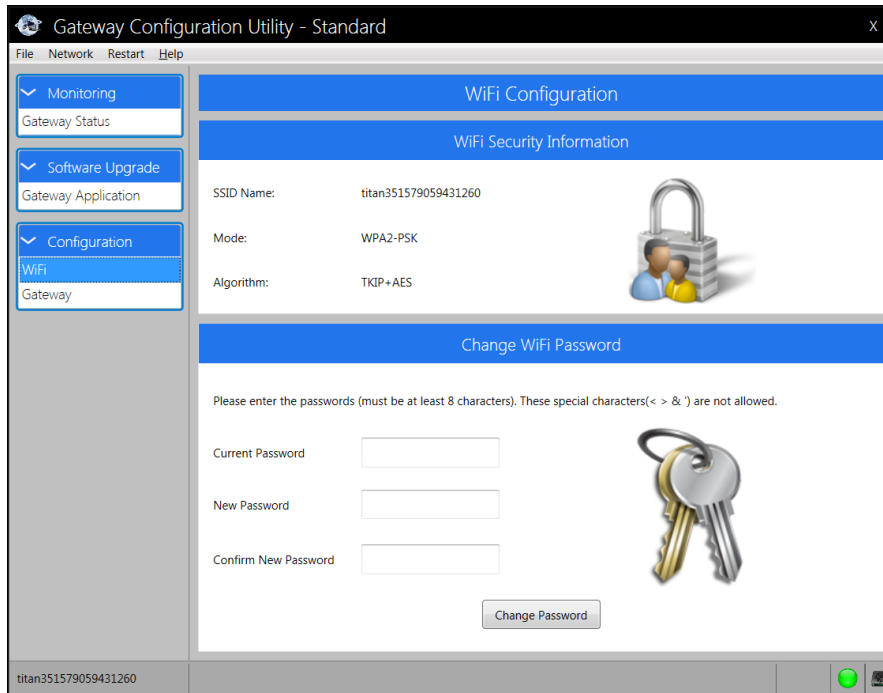 Gateway Configuration Utility - Standard X
File Network Restart Help
Monitoring
Gateway Status
Software Upgrade
Gateway Application
Configuration
WiFi
Gateway
WiFi Configuration
WiFi Security Information
SSID Name: titan351579059431260
Mode: WPA2-PSK
Algorithm: TKIP+AES
Change WiFi Password
Please enter the passwords (must be at least 8 characters). These special characters(< > & ') are not allowed.
Current Password
New Password
Confirm New Password
Change Password
titan351579059431260